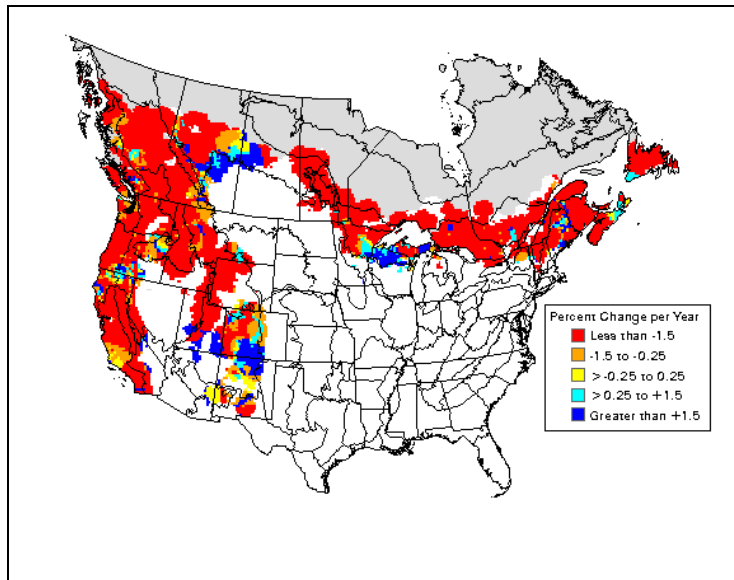 Percent Change per Year
Less than -1.5
-1.5 to -0.25
>-0.25 to 0.25
>0.25 to +1.5
Greater than +1.5